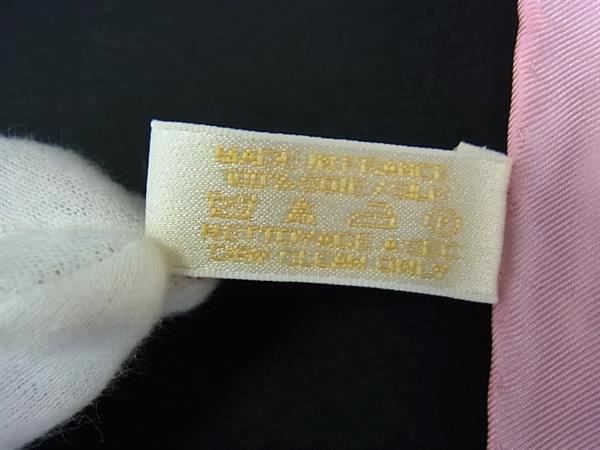 MADE IN FRANCE
100% SOIE / SILK
NETTOYAGE A SEC
DRY CLEAN ONLY